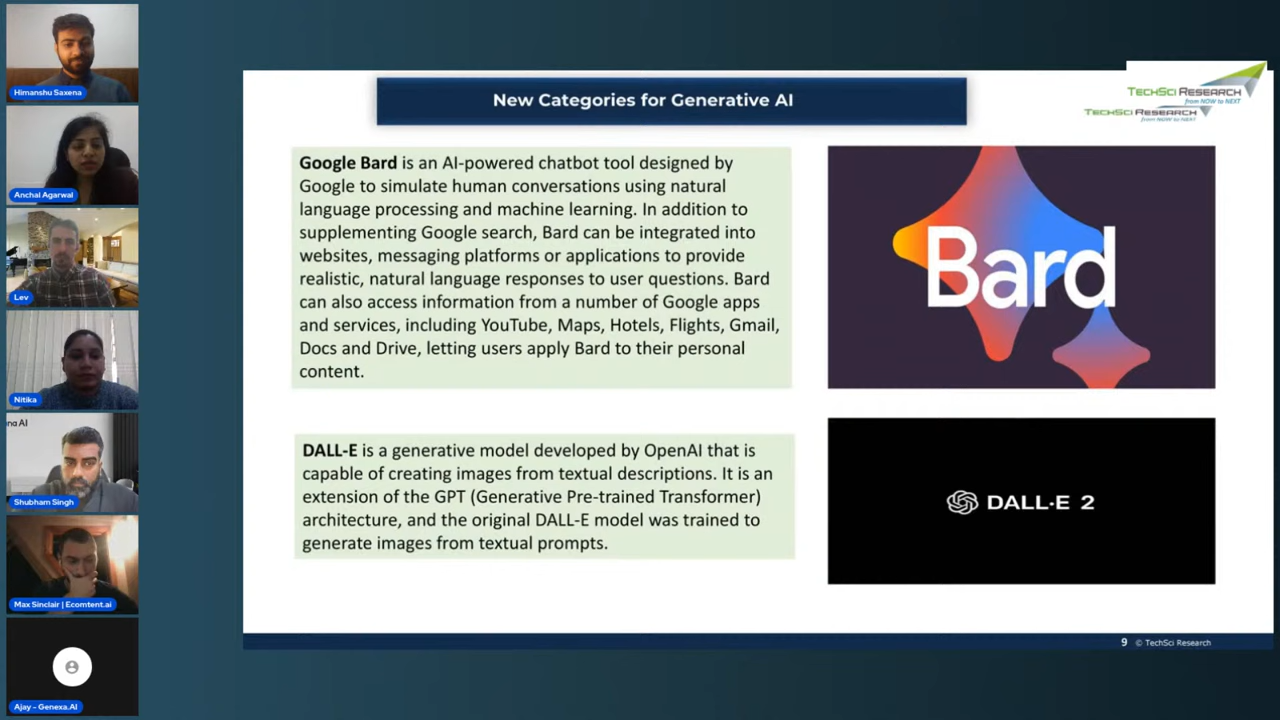 Himanshu Saxena
Anchal Agarwal
Lev
Nitika
na AI
Shubham Singh
Max Sinclair | Ecomtent.ai
Ajay - Genexa.AI
New Categories for Generative AI
TECHSCI RESEARCH
from NOW to NEXT
TECHSCI RESEARCH
from NOW to NEXT
Google Bard is an AI-powered chatbot tool designed by
Google to simulate human conversations using natural
language processing and machine learning. In addition to
supplementing Google search, Bard can be integrated into
websites, messaging platforms or applications to provide
realistic, natural language responses to user questions. Bard
can also access information from a number of Google apps
and services, including YouTube, Maps, Hotels, Flights, Gmail,
Docs and Drive, letting users apply Bard to their personal
content.
Bard
DALL-E is a generative model developed by OpenAI that is
capable of creating images from textual descriptions. It is an
extension of the GPT (Generative Pre-trained Transformer)
architecture, and the original DALL-E model was trained to
generate images from textual prompts.
DALL·E 2
9 © TechSci Research